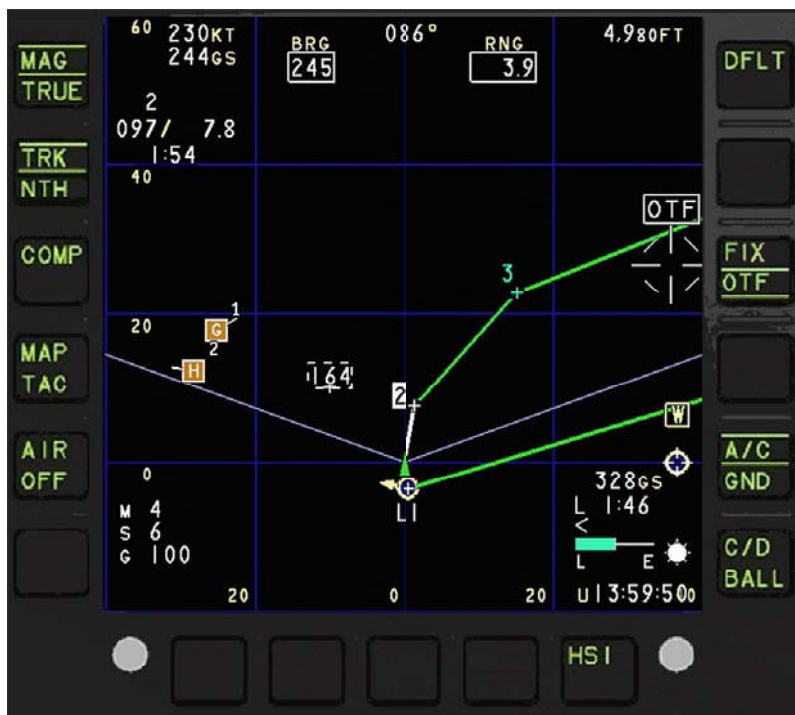 MAG
TRUE
TRK
NTH
COMP
MAP
TAC
AIR
OFF
60 230KT
244GS
BRG
245
086°
RNG
3.9
4,980FT
2
097/ 7.8
1:54
40
OTF
3
20
1
G
2
H
164
2
W
0
L1
M 4
S 6
G 100
328GS
L 1:46
<
L E
20
0
20
U13:59:50
DFLT
FIX
OTF
A/C
GND
C/D
BALL
HSI